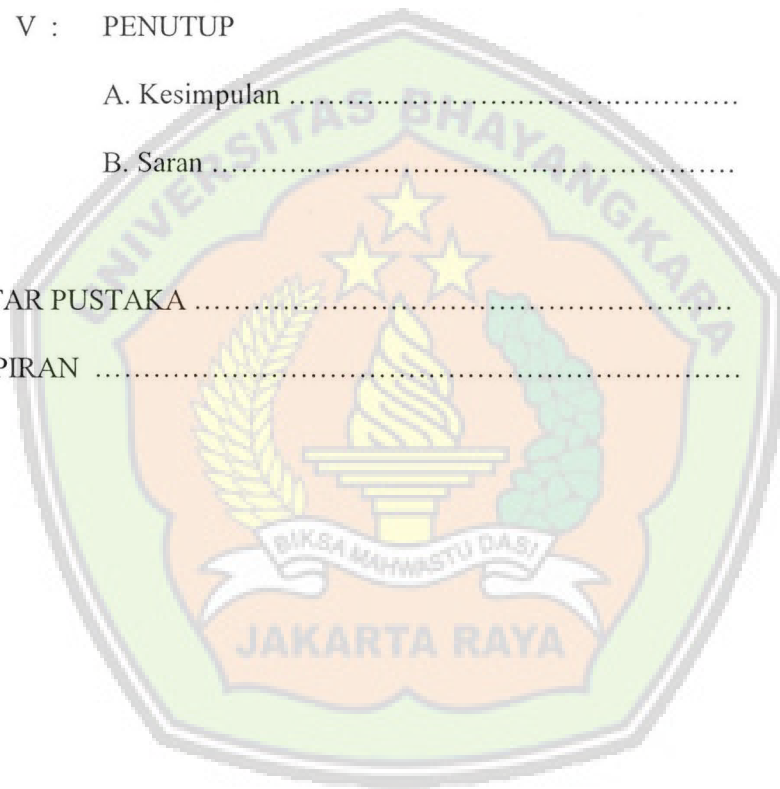 V : PENUTUP
A. Kesimpulan ………..…………….….……………
B. Saran ………..……………………………………
TAR PUSTAKA ……………………………………………
PIRAN ………………………………………………………
UNIVERSITAS BHAYANGKARA
BIKSA MAHWASTU DASI
JAKARTA RAYA